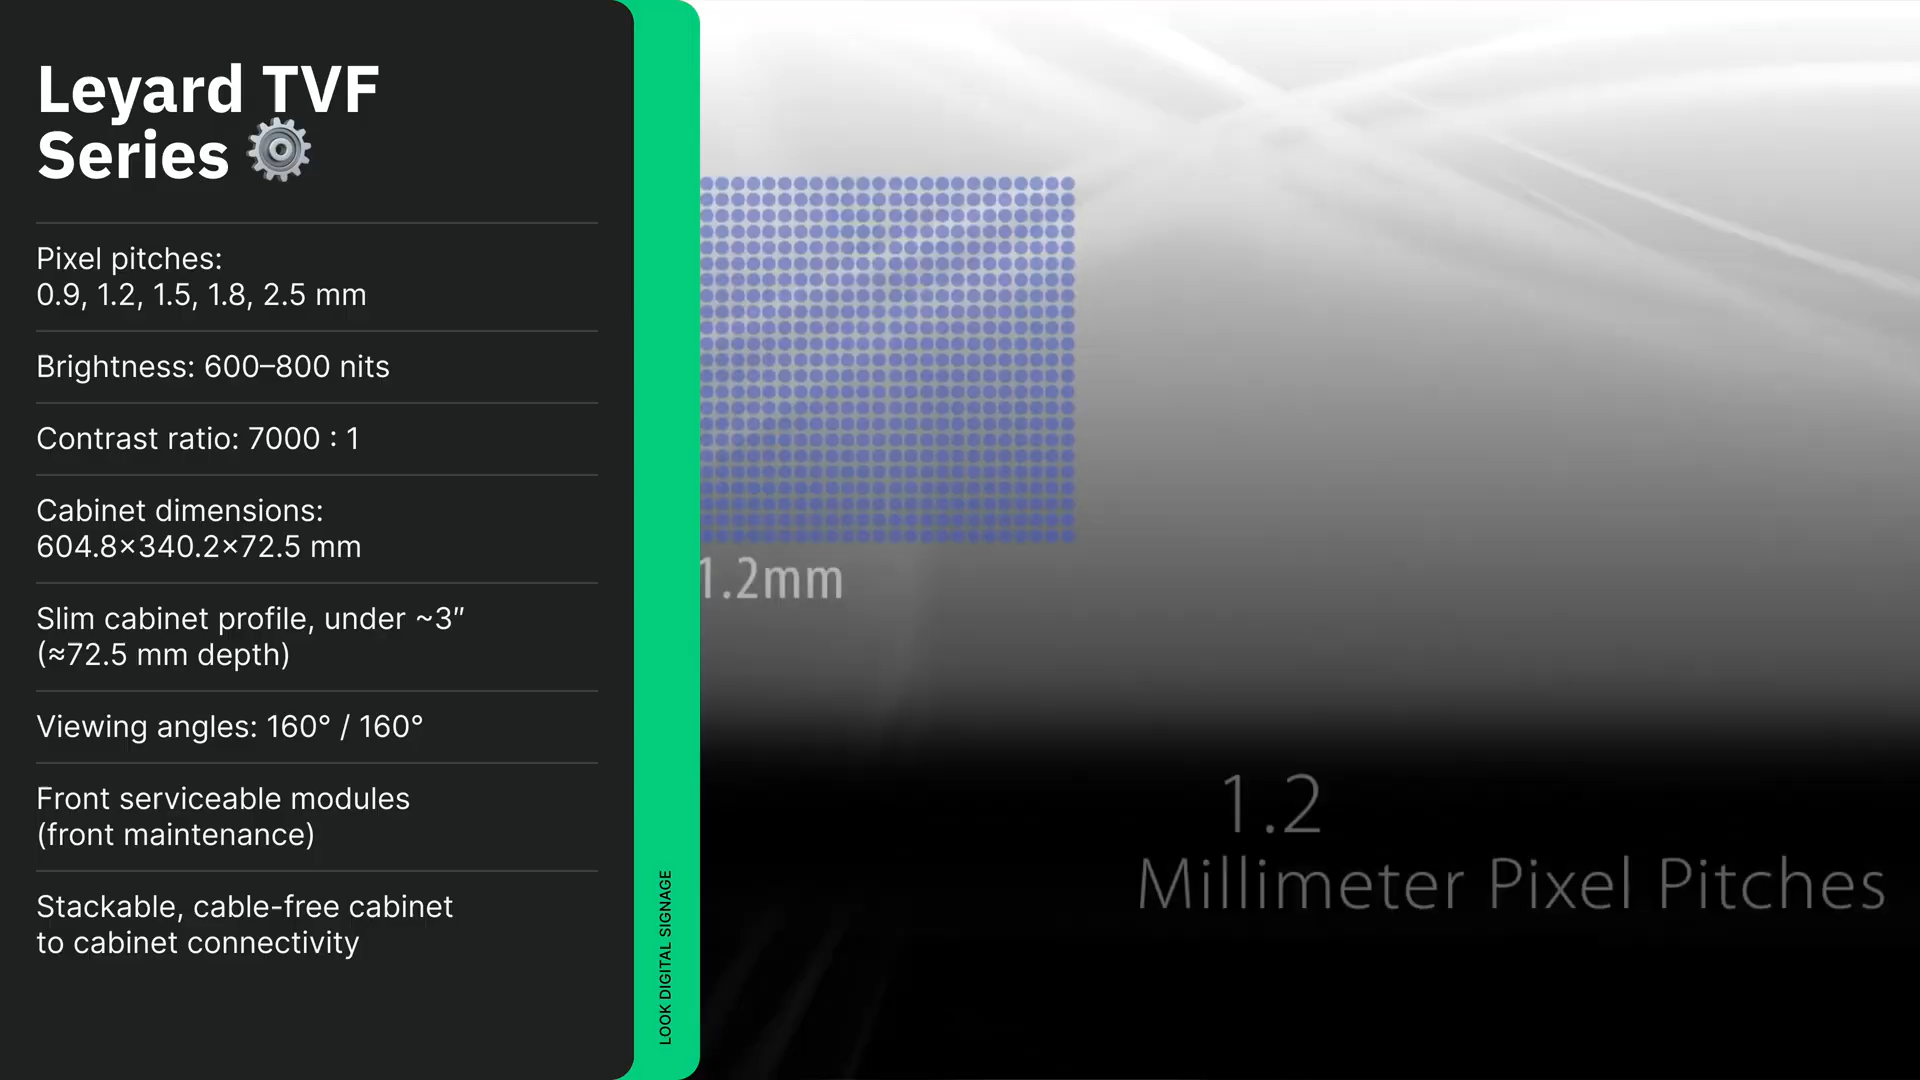 Leyard TVF
Series
Pixel pitches:
0.9, 1.2, 1.5, 1.8, 2.5 mm
Brightness: 600–800 nits
Contrast ratio: 7000 : 1
Cabinet dimensions:
604.8×340.2×72.5 mm
Slim cabinet profile, under ~3″
(≈72.5 mm depth)
Viewing angles: 160° / 160°
Front serviceable modules
(front maintenance)
Stackable, cable-free cabinet
to cabinet connectivity
LOOK DIGITAL SIGNAGE
1.2mm
1.2
Millimeter Pixel Pitches